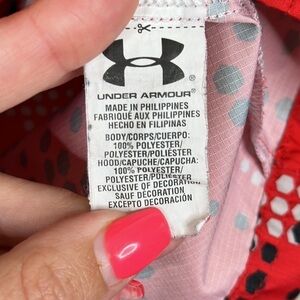 UNDER ARMOUR®
MADE IN PHILIPPINES
FABRIQUÉ AUX PHILIPPINES
HECHO EN FILIPINAS
BODY/CORPS/CUERPO:
100% POLYESTER/
POLYESTER/POLIÉSTER
HOOD/CAPUCHE/CAPUCHA:
100% POLYESTER/
POLYESTER/POLIÉSTER
EXCLUSIVE OF DECORATION
SAUF DÉCORATION
EXCEPTO DECORACIÓN